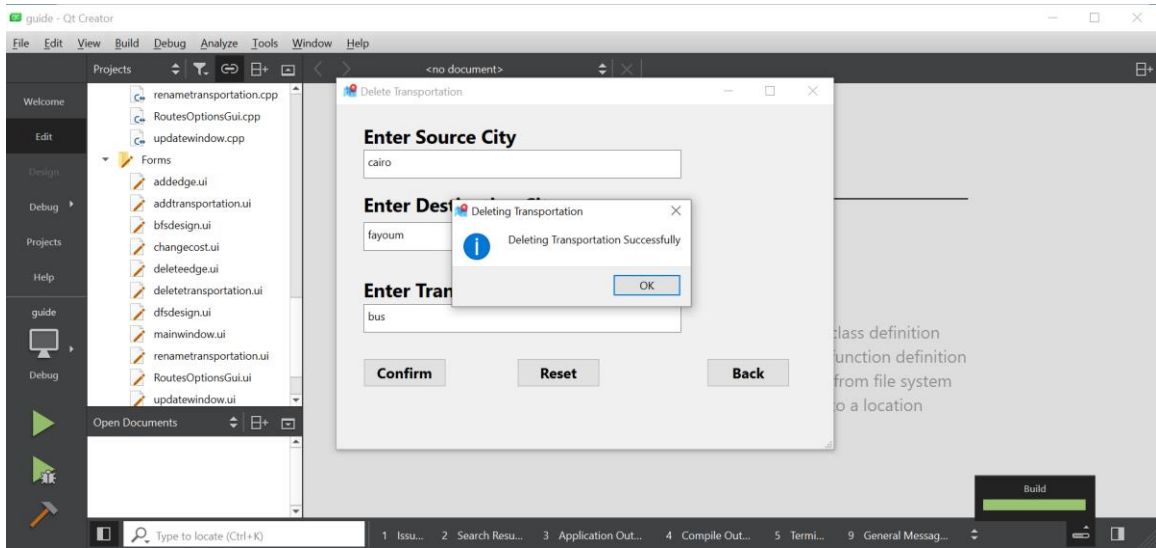 guide - Qt Creator
File Edit View Build Debug Analyze Tools Window Help
Projects
<no document>
Welcome
Edit
Design
Debug
Projects
Help
guide
Debug
renametransportation.cpp
RoutesOptionsGui.cpp
updatewindow.cpp
Forms
addedge.ui
addtransportation.ui
bfsdesign.ui
changecost.ui
deleteedge.ui
deletetransportation.ui
dfsdesign.ui
mainwindow.ui
renametransportation.ui
RoutesOptionsGui.ui
updatewindow.ui
Open Documents
Delete Transportation
Enter Source City
cairo
Enter
fayoum
Enter
bus
Confirm Reset Back
Deleting Transportation
Deleting Transportation Successfully
OK
class definition
function definition
from file system
to a location
Build
Type to locate (Ctrl+K)
1 Issu... 2 Search Resu... 3 Application Out... 4 Compile Out... 5 Termi... 9 General Messag...